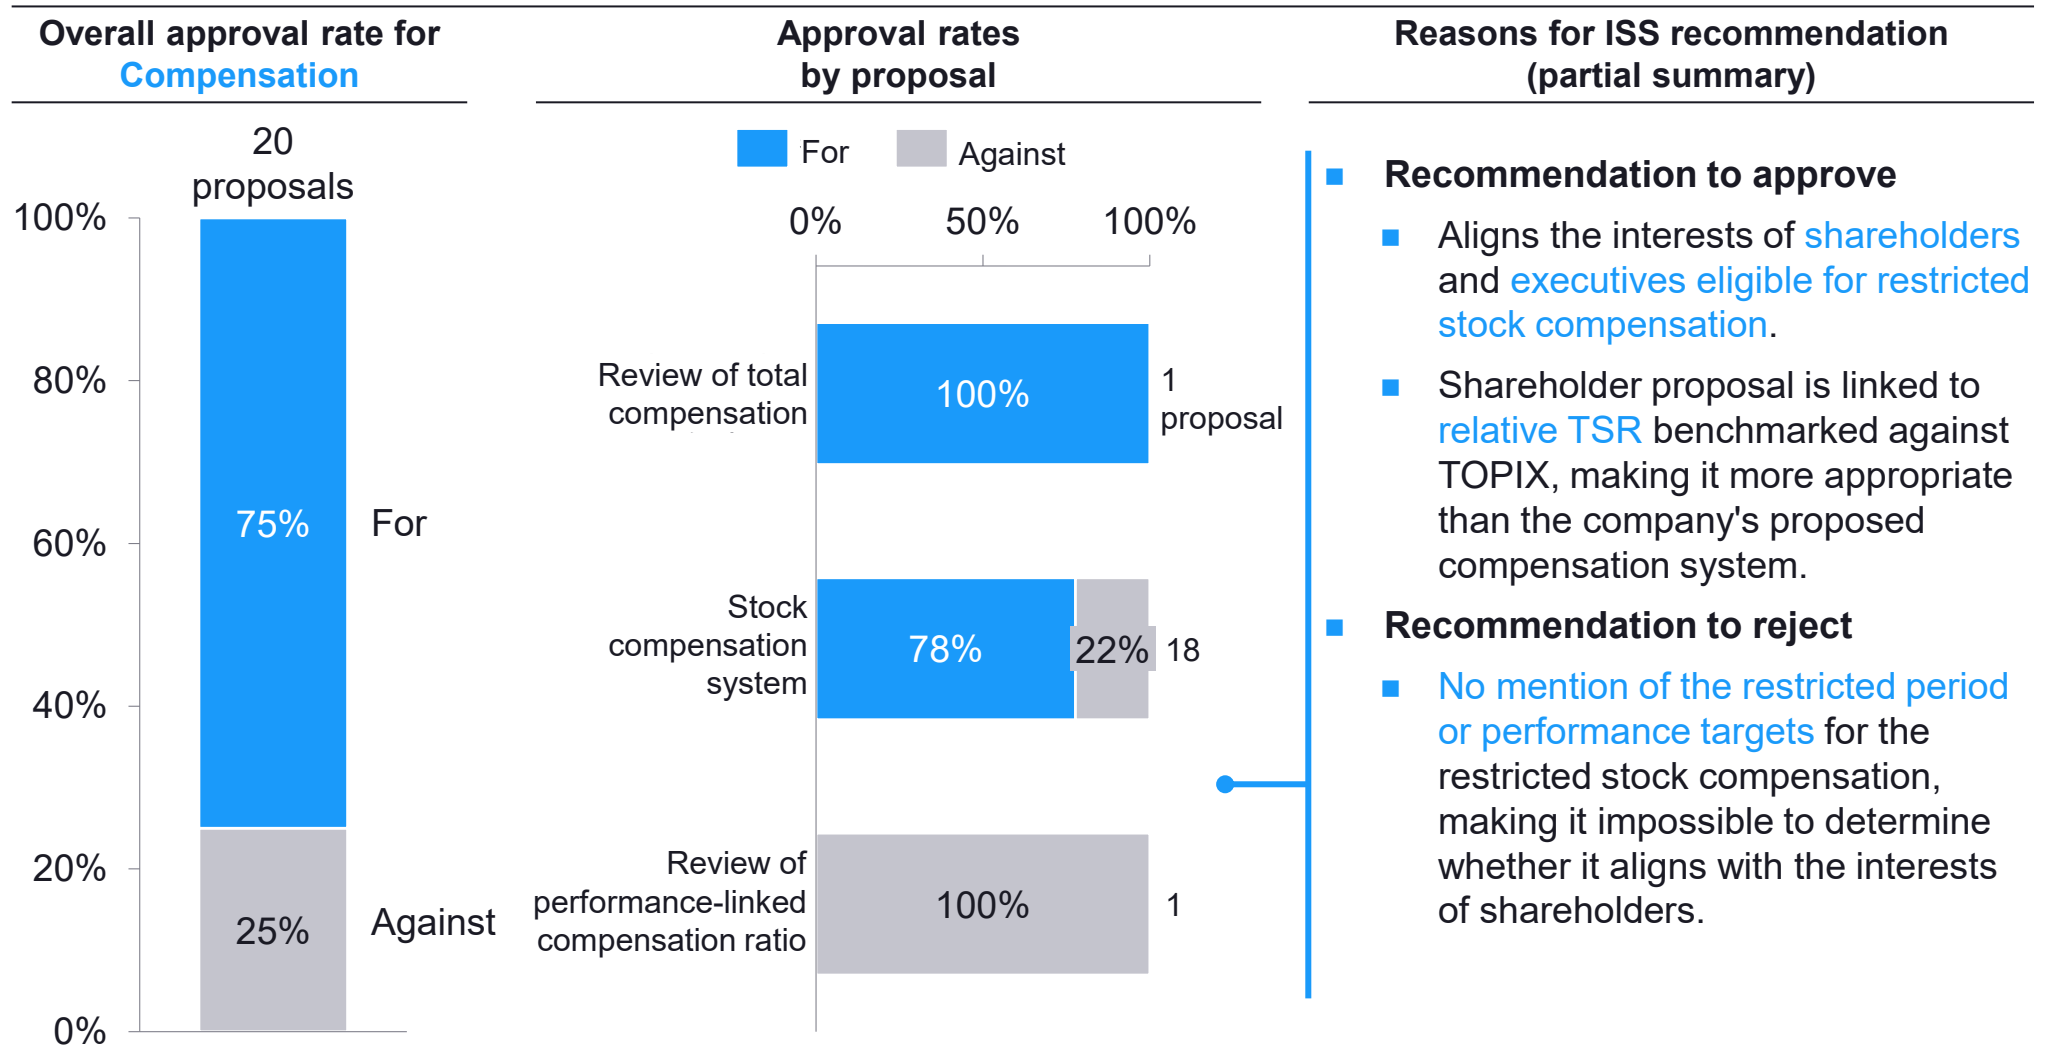 Overall approval rate for
Compensation
20
proposals
100%
80%
60%
40%
20%
0%
75%
For
25%
Against
Approval rates
by proposal
For
Against
0%
50%
100%
Review of total
compensation
100%
1
proposal
Stock
compensation
system
78%
22%
18
Review of
performance-linked
compensation ratio
100%
1
Reasons for ISS recommendation
(partial summary)
Recommendation to approve
Aligns the interests of shareholders
and executives eligible for restricted
stock compensation.
Shareholder proposal is linked to
relative TSR benchmarked against
TOPIX, making it more appropriate
than the company's proposed
compensation system.
Recommendation to reject
No mention of the restricted period
or performance targets for the
restricted stock compensation,
making it impossible to determine
whether it aligns with the interests
of shareholders.